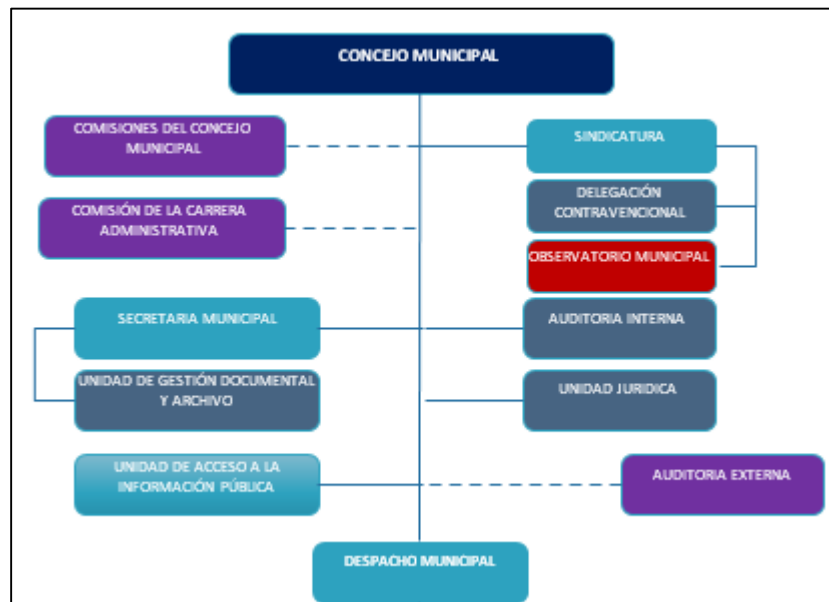 CONCEJO MUNICIPAL
COMISIONES DEL CONCEJO
MUNICIPAL
SINDICATURA
DELEGACIÓN
CONTRAVENCIONAL
COMISIÓN DE LA CARRERA
ADMINISTRATIVA
OBSERVATORIO MUNICIPAL
SECRETARIA MUNICIPAL
AUDITORIA INTERNA
UNIDAD DE GESTIÓN DOCUMENTAL
Y ARCHIVO
UNIDAD JURIDICA
UNIDAD DE ACCESO A LA
INFORMACIÓN PÚBLICA
AUDITORIA EXTERNA
DESPACHO MUNICIPAL